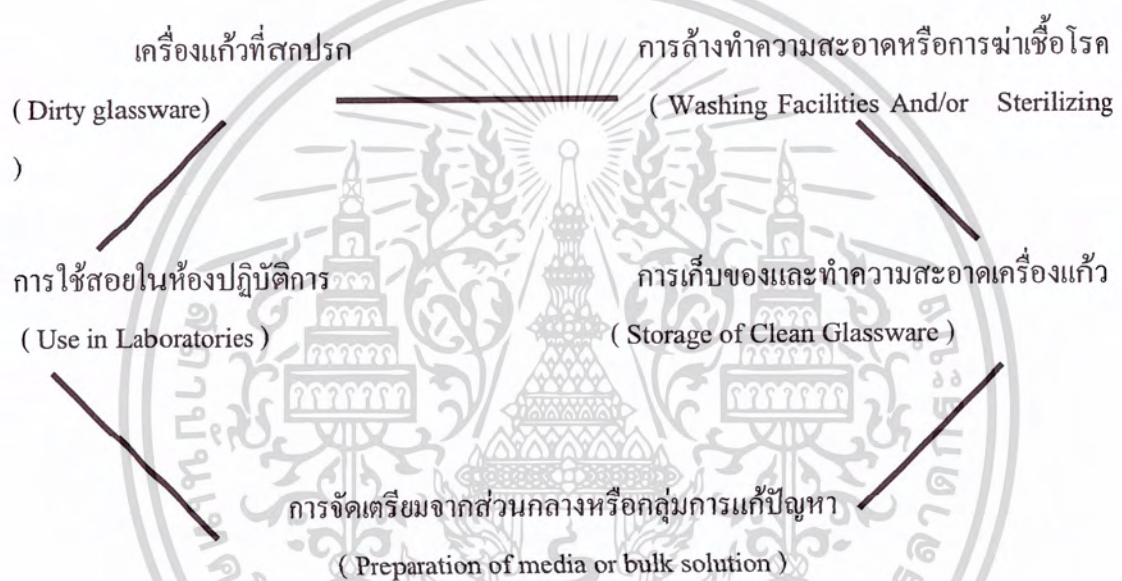 เครื่องแก้วที่สกปรก
( Dirty glassware)
การล้างทำความสะอาดหรือการฆ่าเชื้อโรค
( Washing Facilities And/or Sterilizing
)
การใช้สอยในห้องปฏิบัติการ
( Use in Laboratories )
การเก็บของและทำความสะอาดเครื่องแก้ว
( Storage of Clean Glassware )
การจัดเตรียมจากส่วนกลางหรือกลุ่มการแก้ปัญหา
( Preparation of media or bulk solution )